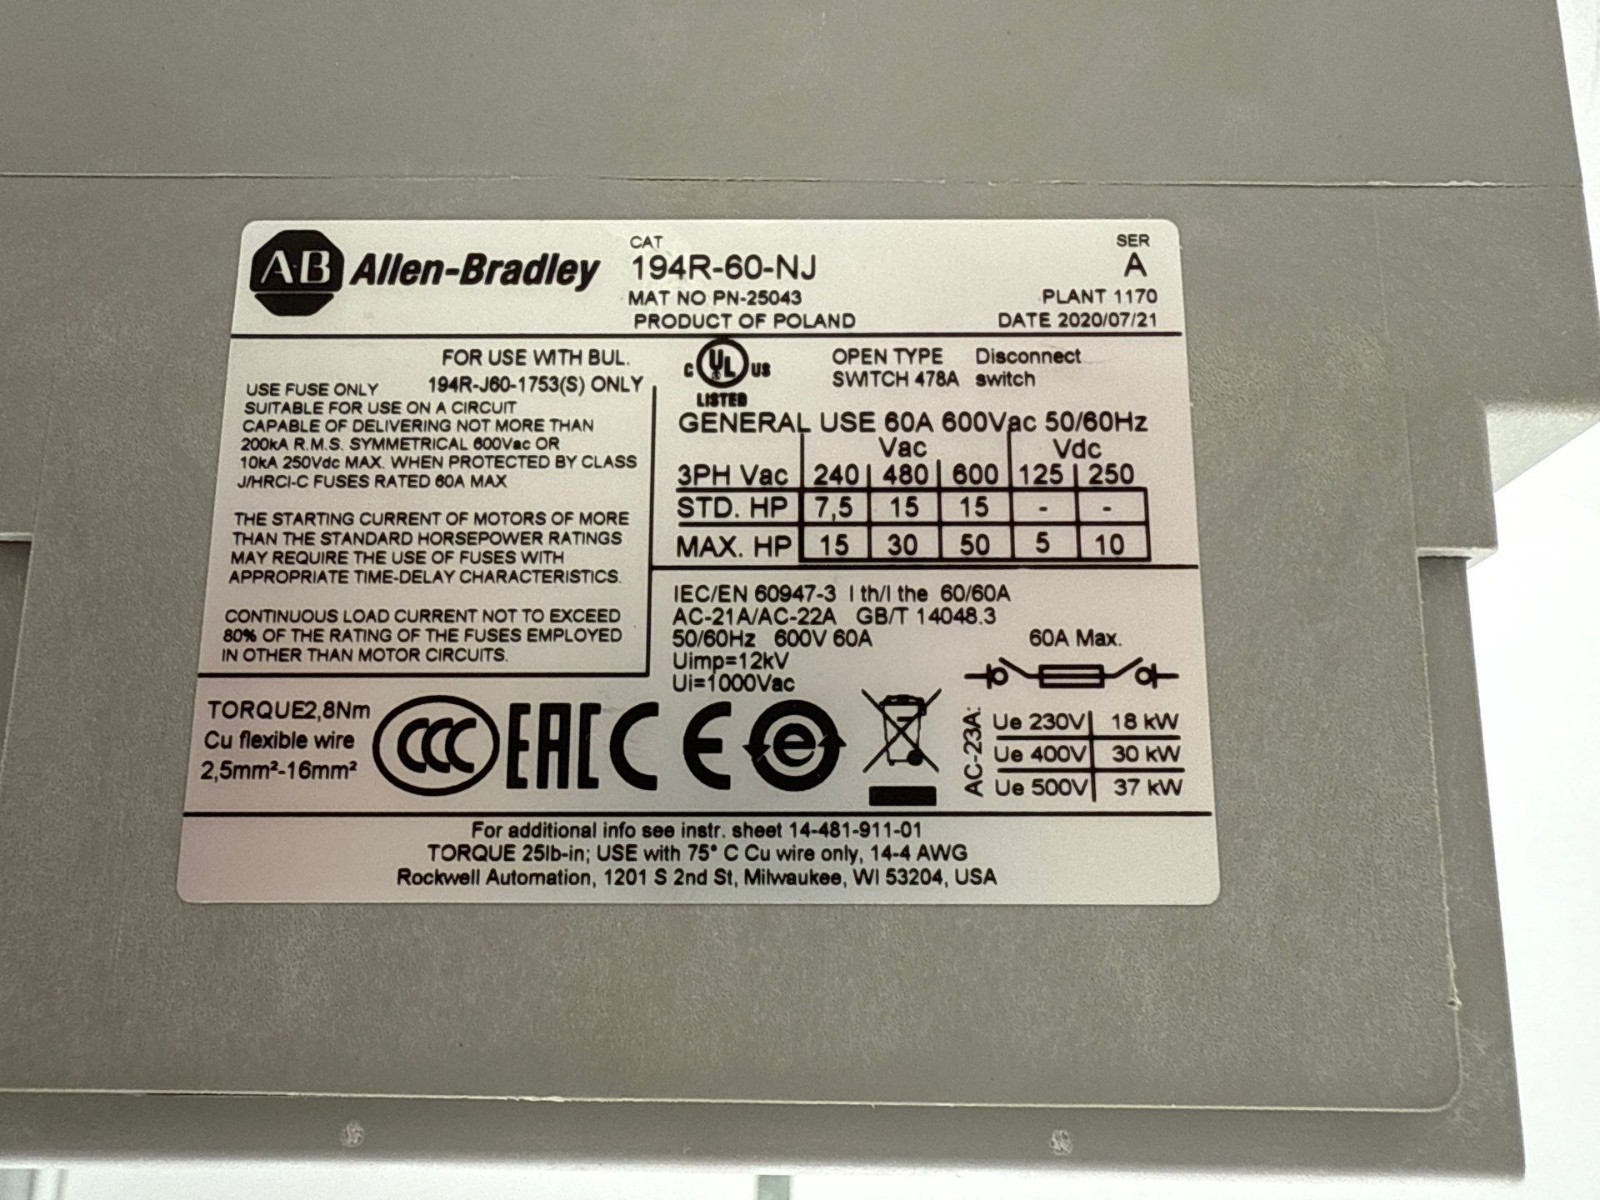 AB Allen-Bradley
CAT
194R-60-NJ
MAT NO PN-25043
PRODUCT OF POLAND
SER
A
PLANT 1170
DATE 2020/07/21
FOR USE WITH BUL.
194R-J60-1753(S) ONLY
USE FUSE ONLY
SUITABLE FOR USE ON A CIRCUIT
CAPABLE OF DELIVERING NOT MORE THAN
200kA R.M.S. SYMMETRICAL 600Vac OR
10kA 250Vdc MAX. WHEN PROTECTED BY CLASS
J/HRCI-C FUSES RATED 60A MAX
THE STARTING CURRENT OF MOTORS OF MORE
THAN THE STANDARD HORSEPOWER RATINGS
MAY REQUIRE THE USE OF FUSES WITH
APPROPRIATE TIME-DELAY CHARACTERISTICS.
CONTINUOUS LOAD CURRENT NOT TO EXCEED
80% OF THE RATING OF THE FUSES EMPLOYED
IN OTHER THAN MOTOR CIRCUITS.
C UL US
LISTED
OPEN TYPE Disconnect
SWITCH 478A switch
GENERAL USE 60A 600Vac 50/60Hz
Vac Vdc
3PH Vac 240 480 600 125 250
STD. HP 7,5 15 15 - -
MAX. HP 15 30 50 5 10
IEC/EN 60947-3 I th/I the 60/60A
AC-21A/AC-22A GB/T 14048.3
50/60Hz 600V 60A
Uimp=12kV
Ui=1000Vac
60A Max.
TORQUE2,8Nm
Cu flexible wire
2,5mm²-16mm²
CCC EAC CE e
AC-23A:
Ue 230V 18 kW
Ue 400V 30 kW
Ue 500V 37 kW
For additional info see instr. sheet 14-481-911-01
TORQUE 25lb-in; USE with 75° C Cu wire only, 14-4 AWG
Rockwell Automation, 1201 S 2nd St, Milwaukee, WI 53204, USA